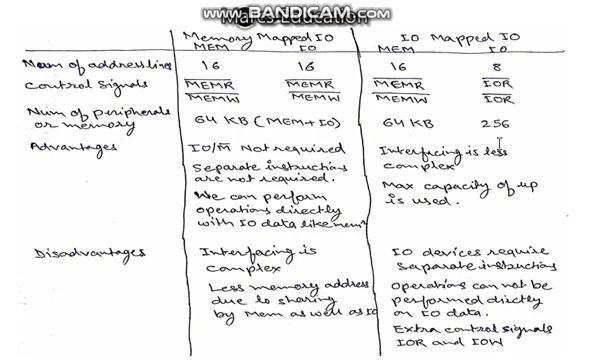 www.BANDICAM.com
Memory Mapped IO IO Mapped IO
MEM IO MEM IO
Num of address lines 16 16 16 8
Control Signals MEMR MEMR MEMR IOR
MEMW MEMW MEMW IOR
Num of peripherals 64 KB (MEM+IO) 64 KB 256
or memory
Advantages IO/M Not required Interfacing is less
complex
Separate instructions
are not required.
Max capacity of up
is used.
We can perform
operations directly
with IO data like mem
Disadvantages Interfacing is IO devices require
complex Separate instructions
Less memory address Operations can not be
due to sharing performed directly
by Mem as well as IO on IO data.
Extra control signals
IOR and IOW